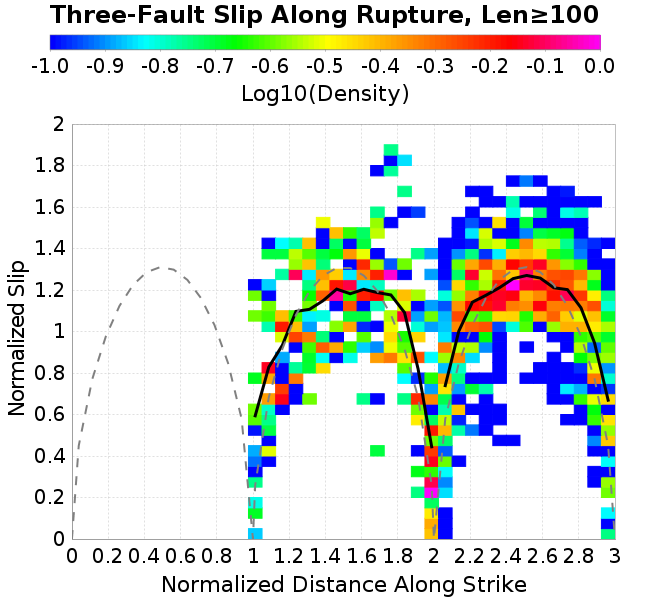 Three-Fault Slip Along Rupture, Len≥100
-1.0 -0.9 -0.8 -0.7 -0.6 -0.5 -0.4 -0.3 -0.2 -0.1 0.0
Log10(Density)
2
1.8
1.6
1.4
1.2
1
0.8
0.6
0.4
0.2
0
Normalized Slip
0 0.2 0.4 0.6 0.8 1 1.2 1.4 1.6 1.8 2 2.2 2.4 2.6 2.8 3
Normalized Distance Along Strike